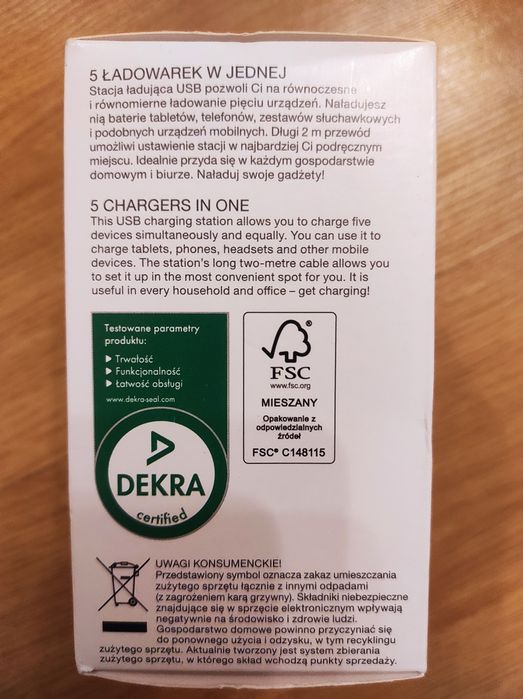 5 ŁADOWAREK W JEDNEJ
Stacja ładująca USB pozwoli Ci na równoczesne
i równomierne ładowanie pięciu urządzeń. Naładujesz
nią baterie tabletów, telefonów, zestawów słuchawkowych
i podobnych urządzeń mobilnych. Długi 2 m przewód
umożliwi ustawienie stacji w najbardziej Ci podręcznym
miejscu. Idealnie przyda się w każdym gospodarstwie
domowym i biurze. Naładuj swoje gadżety!
5 CHARGERS IN ONE
This USB charging station allows you to charge five
devices simultaneously and equally. You can use it to
charge tablets, phones, headsets and other mobile
devices. The station's long two-metre cable allows you
to set it up in the most convenient spot for you. It is
useful in every household and office – get charging!
Testowane parametry
produktu:
Trwałość
Funkcjonalność
Łatwość obsługi
www.dekra-seal.com
DEKRA
certified
®
FSC
www.fsc.org
MIESZANY
Opakowanie z
odpowiedzialnych
źródeł
FSC® C148115
UWAGI KONSUMENCKIE!
Przedstawiony symbol oznacza zakaz umieszczania
zużytego sprzętu łącznie z innymi odpadami
(z zagrożeniem karą grzywny). Składniki niebezpieczne
znajdujące się w sprzęcie elektronicznym wpływają
negatywnie na środowisko i zdrowie ludzi.
Gospodarstwo domowe powinno przyczyniać się
do ponownego użycia i odzysku, w tym recyklingu
zużytego sprzętu. Aktualnie tworzony jest system zbierania
zużytego sprzętu, w którego skład wchodzą punkty sprzedaży.